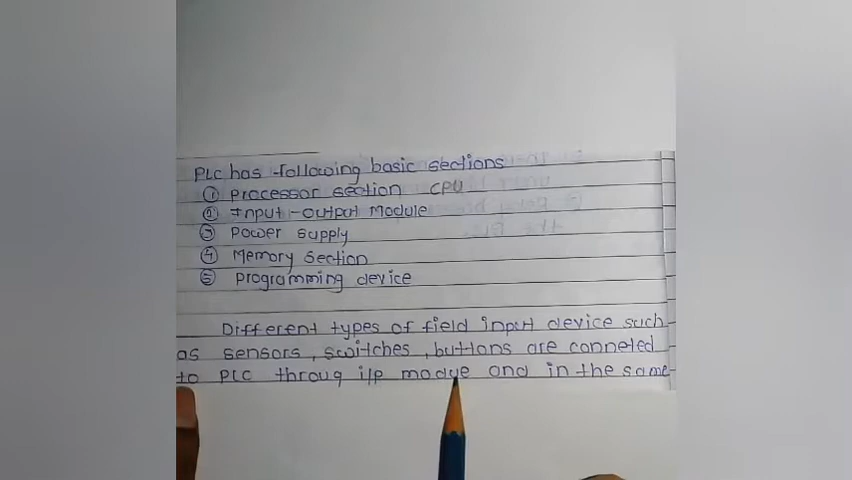 PLC has following basic sections
① Processor section CPU
② Input-output Module
③ Power supply
④ Memory Section
⑤ Programming device
Different types of field input device such
as sensors, switches, buttons are conneted
to PLC throug i/p module and in the same